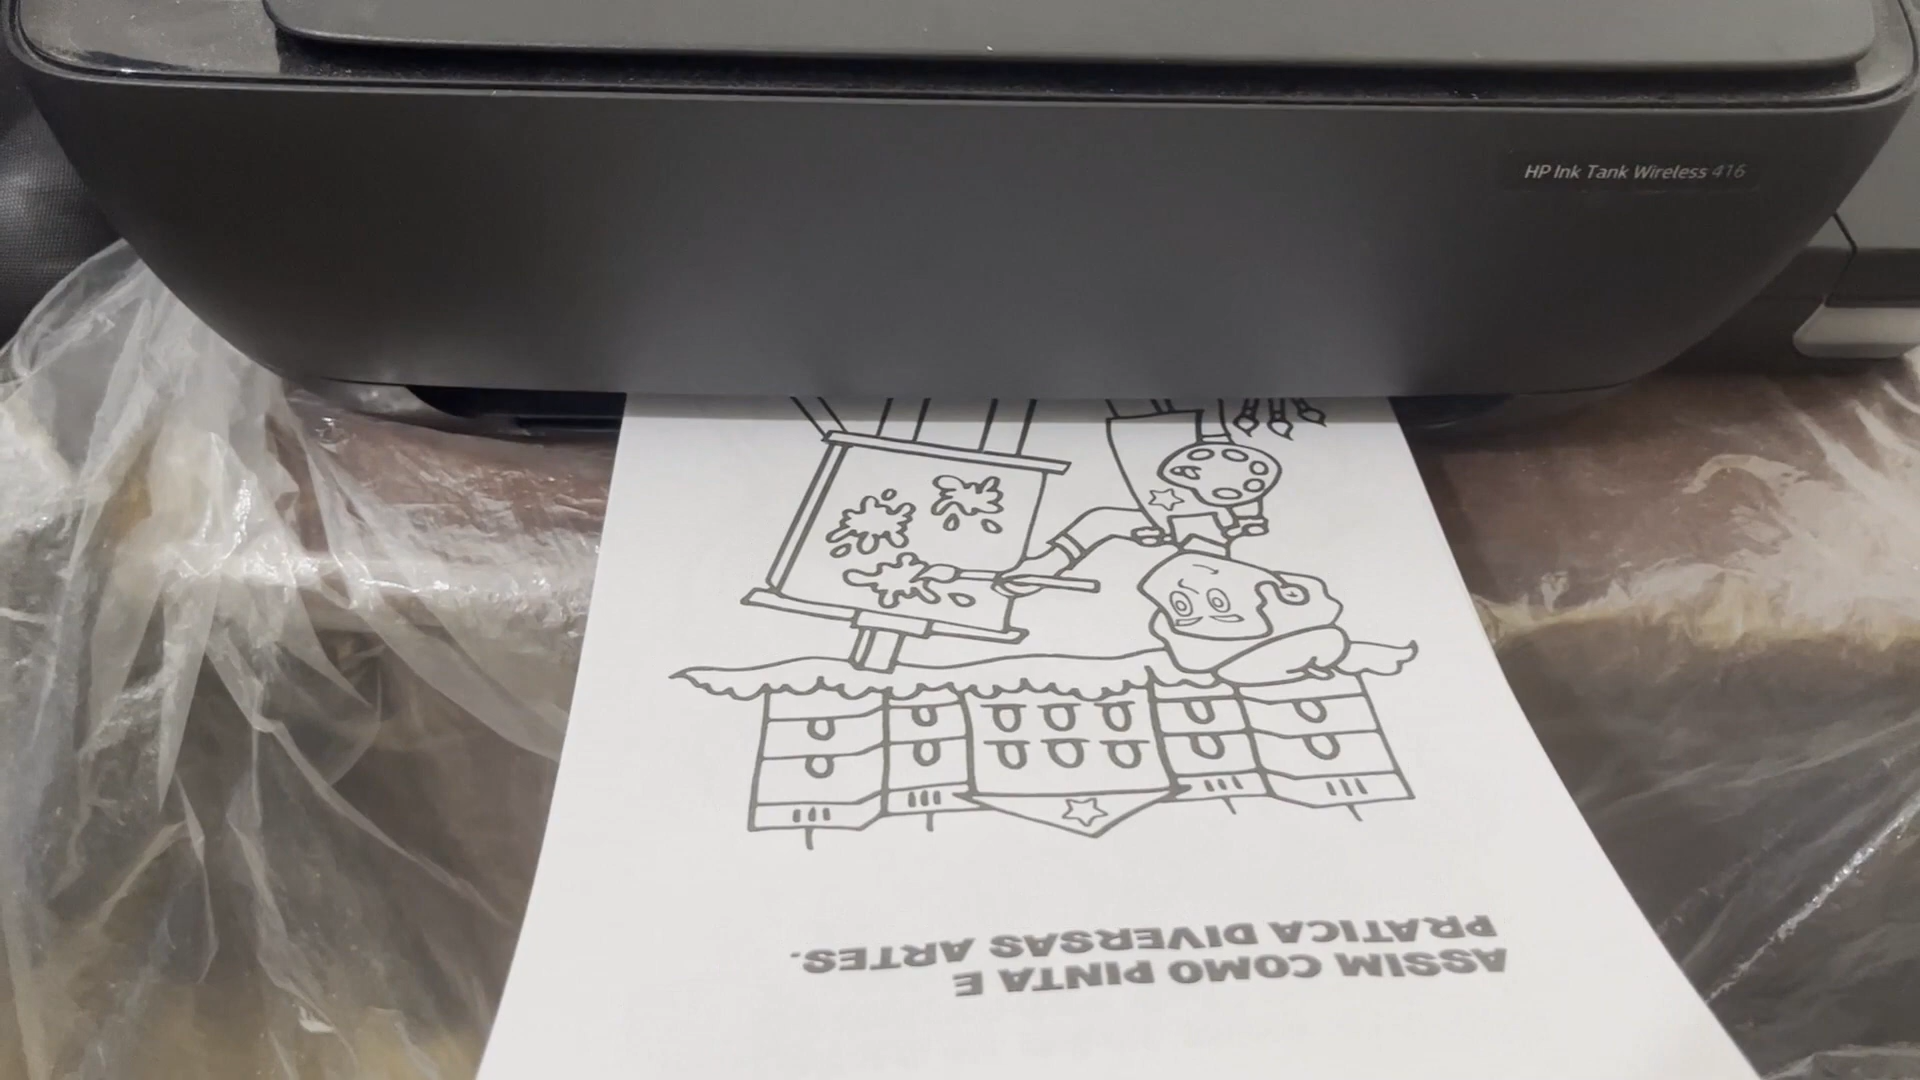 HP Ink Tank Wireless 416
ASSIM COMO PINTA E
PRATICA DIVERSAS ARTES.